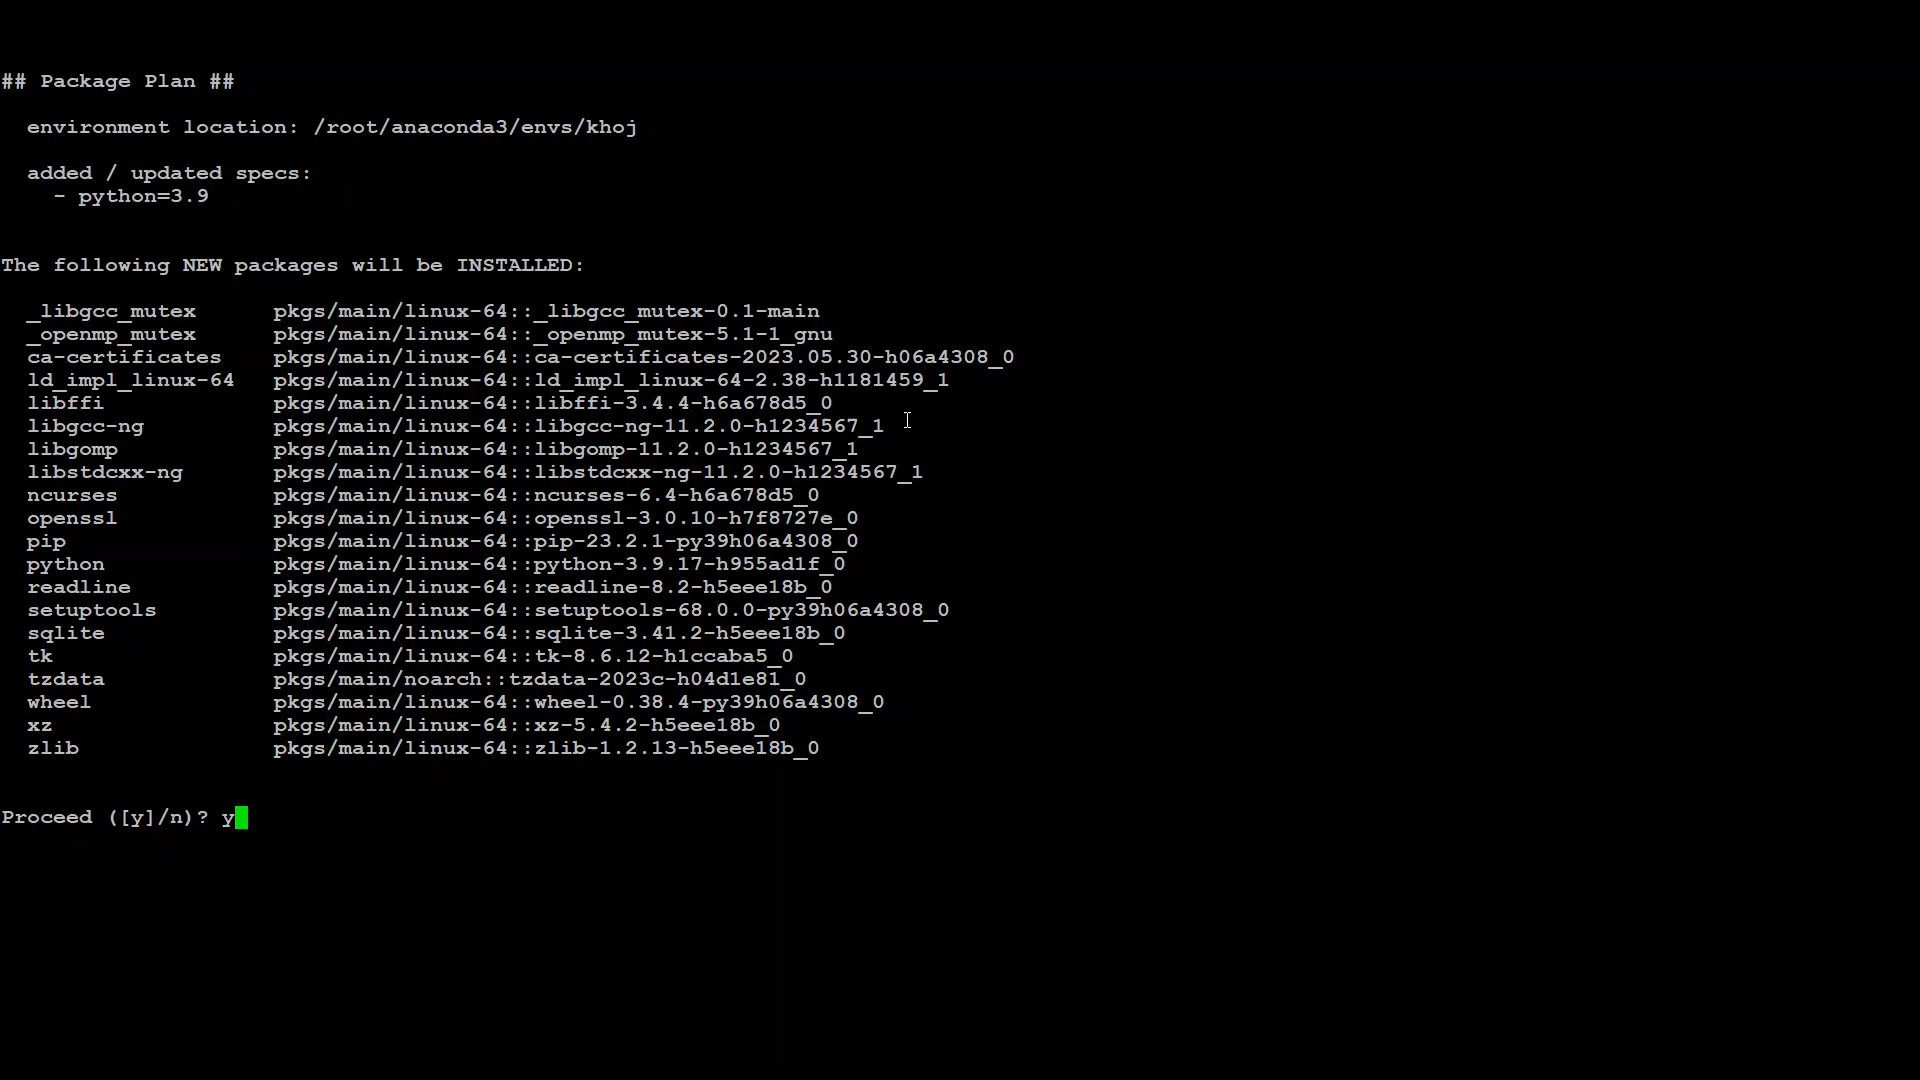 ## Package Plan ##
environment location: /root/anaconda3/envs/khoj
added / updated specs:
- python=3.9
The following NEW packages will be INSTALLED:
_libgcc_mutex pkgs/main/linux-64::_libgcc_mutex-0.1-main
_openmp_mutex pkgs/main/linux-64::_openmp_mutex-5.1-1_gnu
ca-certificates pkgs/main/linux-64::ca-certificates-2023.05.30-h06a4308_0
ld_impl_linux-64 pkgs/main/linux-64::ld_impl_linux-64-2.38-h1181459_1
libffi pkgs/main/linux-64::libffi-3.4.4-h6a678d5_0
libgcc-ng pkgs/main/linux-64::libgcc-ng-11.2.0-h1234567_1
libgomp pkgs/main/linux-64::libgomp-11.2.0-h1234567_1
libstdcxx-ng pkgs/main/linux-64::libstdcxx-ng-11.2.0-h1234567_1
ncurses pkgs/main/linux-64::ncurses-6.4-h6a678d5_0
openssl pkgs/main/linux-64::openssl-3.0.10-h7f8727e_0
pip pkgs/main/linux-64::pip-23.2.1-py39h06a4308_0
python pkgs/main/linux-64::python-3.9.17-h955ad1f_0
readline pkgs/main/linux-64::readline-8.2-h5eee18b_0
setuptools pkgs/main/linux-64::setuptools-68.0.0-py39h06a4308_0
sqlite pkgs/main/linux-64::sqlite-3.41.2-h5eee18b_0
tk pkgs/main/linux-64::tk-8.6.12-h1ccaba5_0
tzdata pkgs/main/noarch::tzdata-2023c-h04d1e81_0
wheel pkgs/main/linux-64::wheel-0.38.4-py39h06a4308_0
xz pkgs/main/linux-64::xz-5.4.2-h5eee18b_0
zlib pkgs/main/linux-64::zlib-1.2.13-h5eee18b_0
Proceed ([y]/n)? y